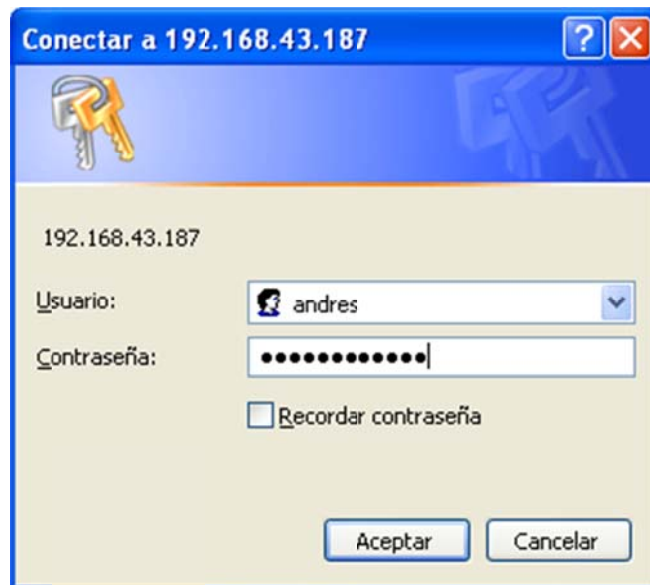 Conectar a 192.168.43.187
192.168.43.187
Usuario: andres
Contraseña: ●●●●●●●●●●●●
Recordar contraseña
Aceptar Cancelar